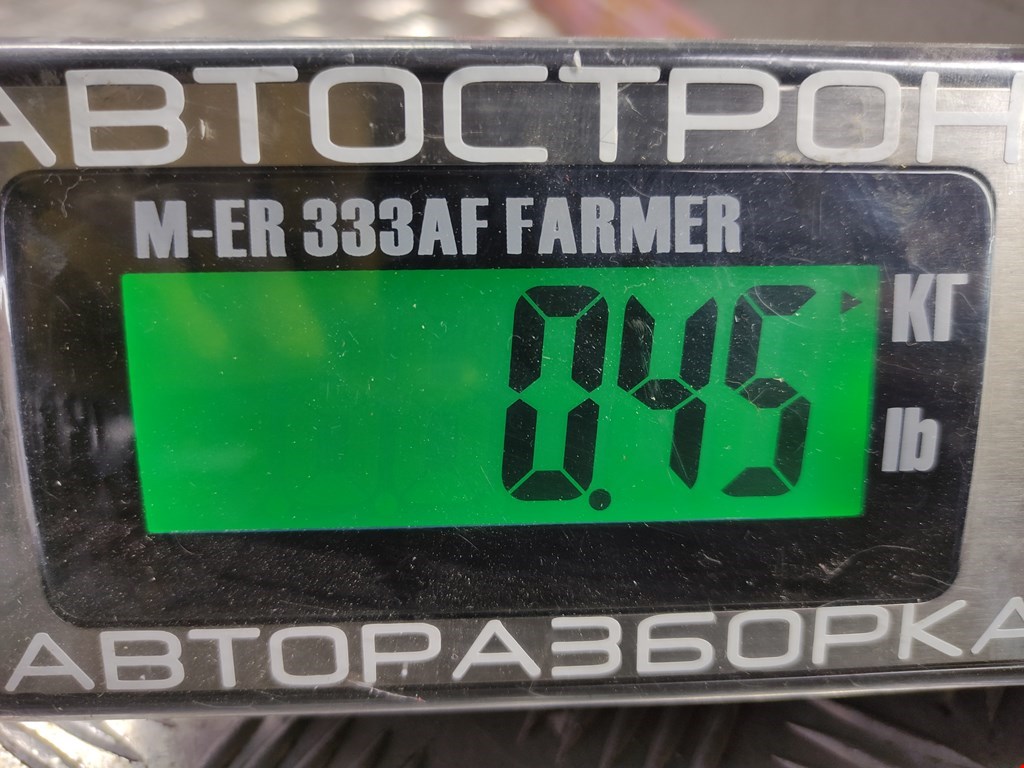 АВТОСТРОН
M-ER 333AF FARMER
0.45
КГ
lb
АВТОРАЗБОРКА